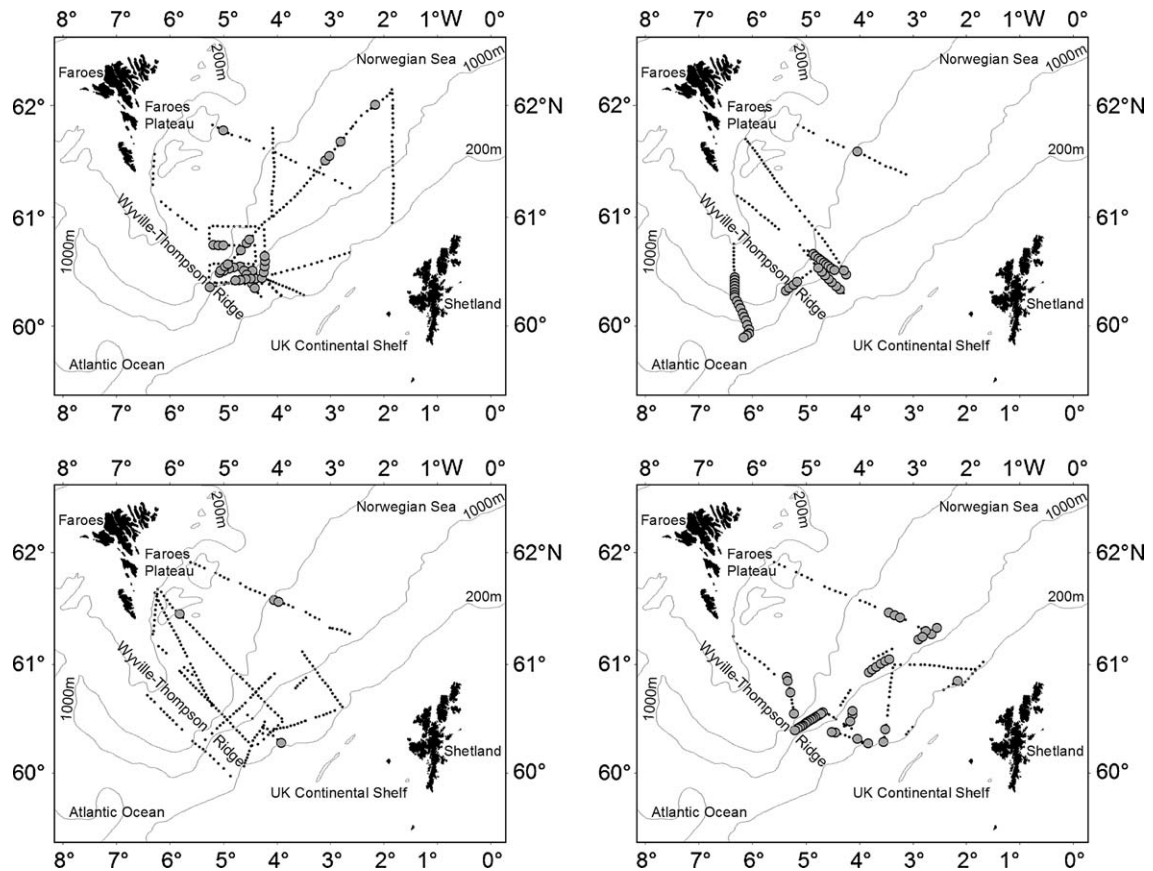 8° 7° 6° 5° 4° 3° 2° 1°W 0°
200m
Norwegian Sea
1000m
Faroes
62°
Faroes
Plateau
62°N
200m
61°
61°
Wyville-Thompson Ridge
1000m
Shetland
60°
60°
UK Continental Shelf
Atlantic Ocean
8° 7° 6° 5° 4° 3° 2° 1° 0°
8° 7° 6° 5° 4° 3° 2° 1°W 0°
200m
Norwegian Sea
1000m
Faroes
62°
Faroes
Plateau
62°N
200m
61°
61°
Wyville-Thompson Ridge
1000m
Shetland
60°
60°
UK Continental Shelf
Atlantic Ocean
8° 7° 6° 5° 4° 3° 2° 1° 0°
8° 7° 6° 5° 4° 3° 2° 1°W 0°
200m
Norwegian Sea
1000m
Faroes
62°
Faroes
Plateau
62°N
200m
61°
61°
Wyville-Thompson Ridge
1000m
Shetland
60°
60°
UK Continental Shelf
Atlantic Ocean
8° 7° 6° 5° 4° 3° 2° 1° 0°
8° 7° 6° 5° 4° 3° 2° 1°W 0°
200m
Norwegian Sea
1000m
Faroes
62°
Faroes
Plateau
62°N
200m
61°
61°
Wyville-Thompson Ridge
1000m
Shetland
60°
60°
UK Continental Shelf
Atlantic Ocean
8° 7° 6° 5° 4° 3° 2° 1° 0°